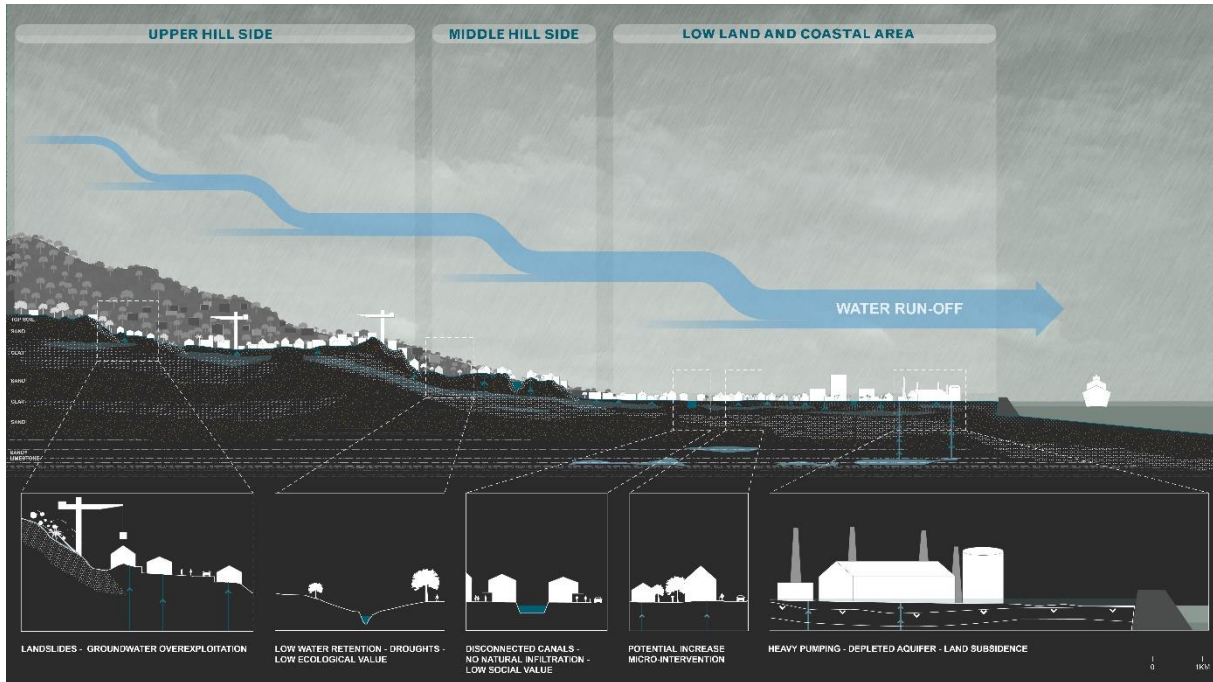 UPPER HILL SIDE
MIDDLE HILL SIDE
LOW LAND AND COASTAL AREA
WATER RUN-OFF
TOP SOIL
SAND
CLAY
SAND
CLAY
SAND
SANDY
LIMESTONE
LANDSLIDES - GROUNDWATER OVEREXPLOITATION
LOW WATER RETENTION - DROUGHTS -
LOW ECOLOGICAL VALUE
DISCONNECTED CANALS -
NO NATURAL INFILTRATION -
LOW SOCIAL VALUE
POTENTIAL INCREASE
MICRO-INTERVENTION
HEAVY PUMPING - DEPLETED AQUIFER - LAND SUBSIDENCE
0 1KM